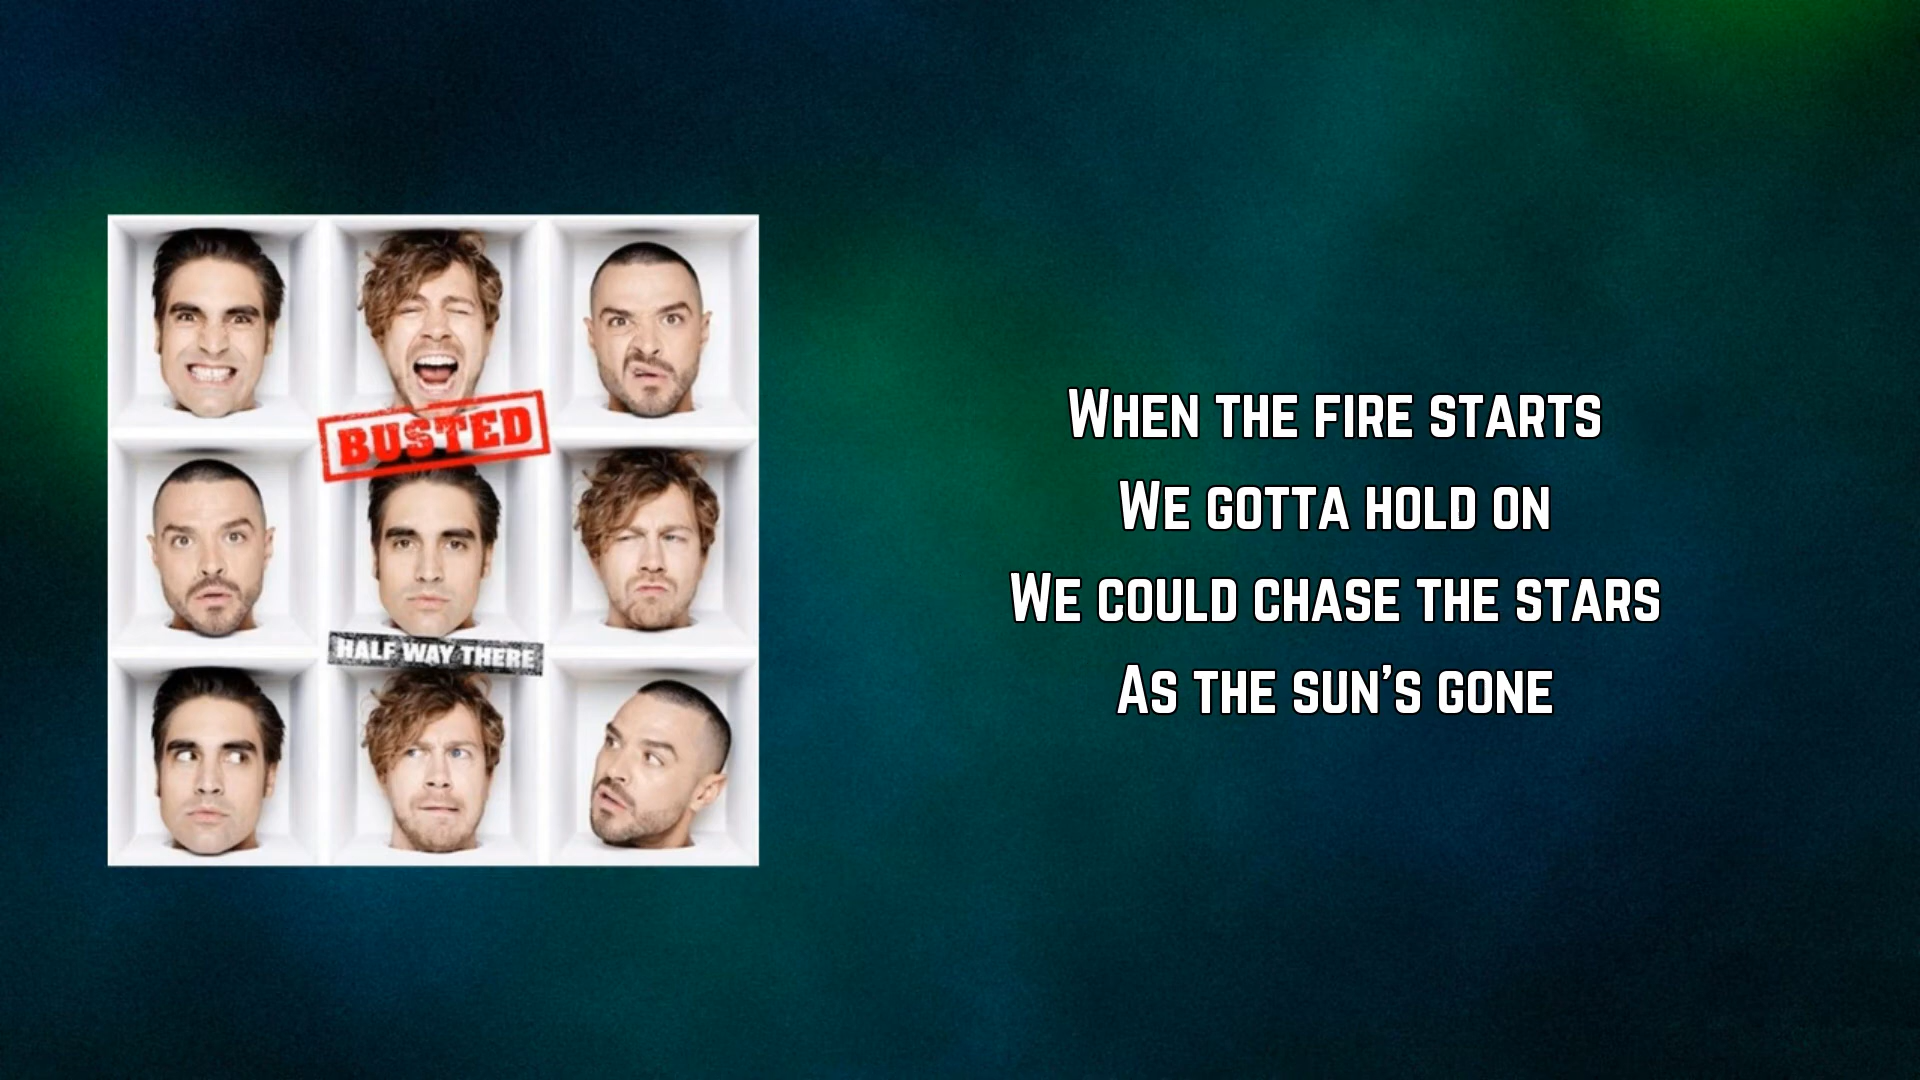 BUSTED
HALF WAY THERE
When the fire starts
We gotta hold on
We could chase the stars
As the sun's gone